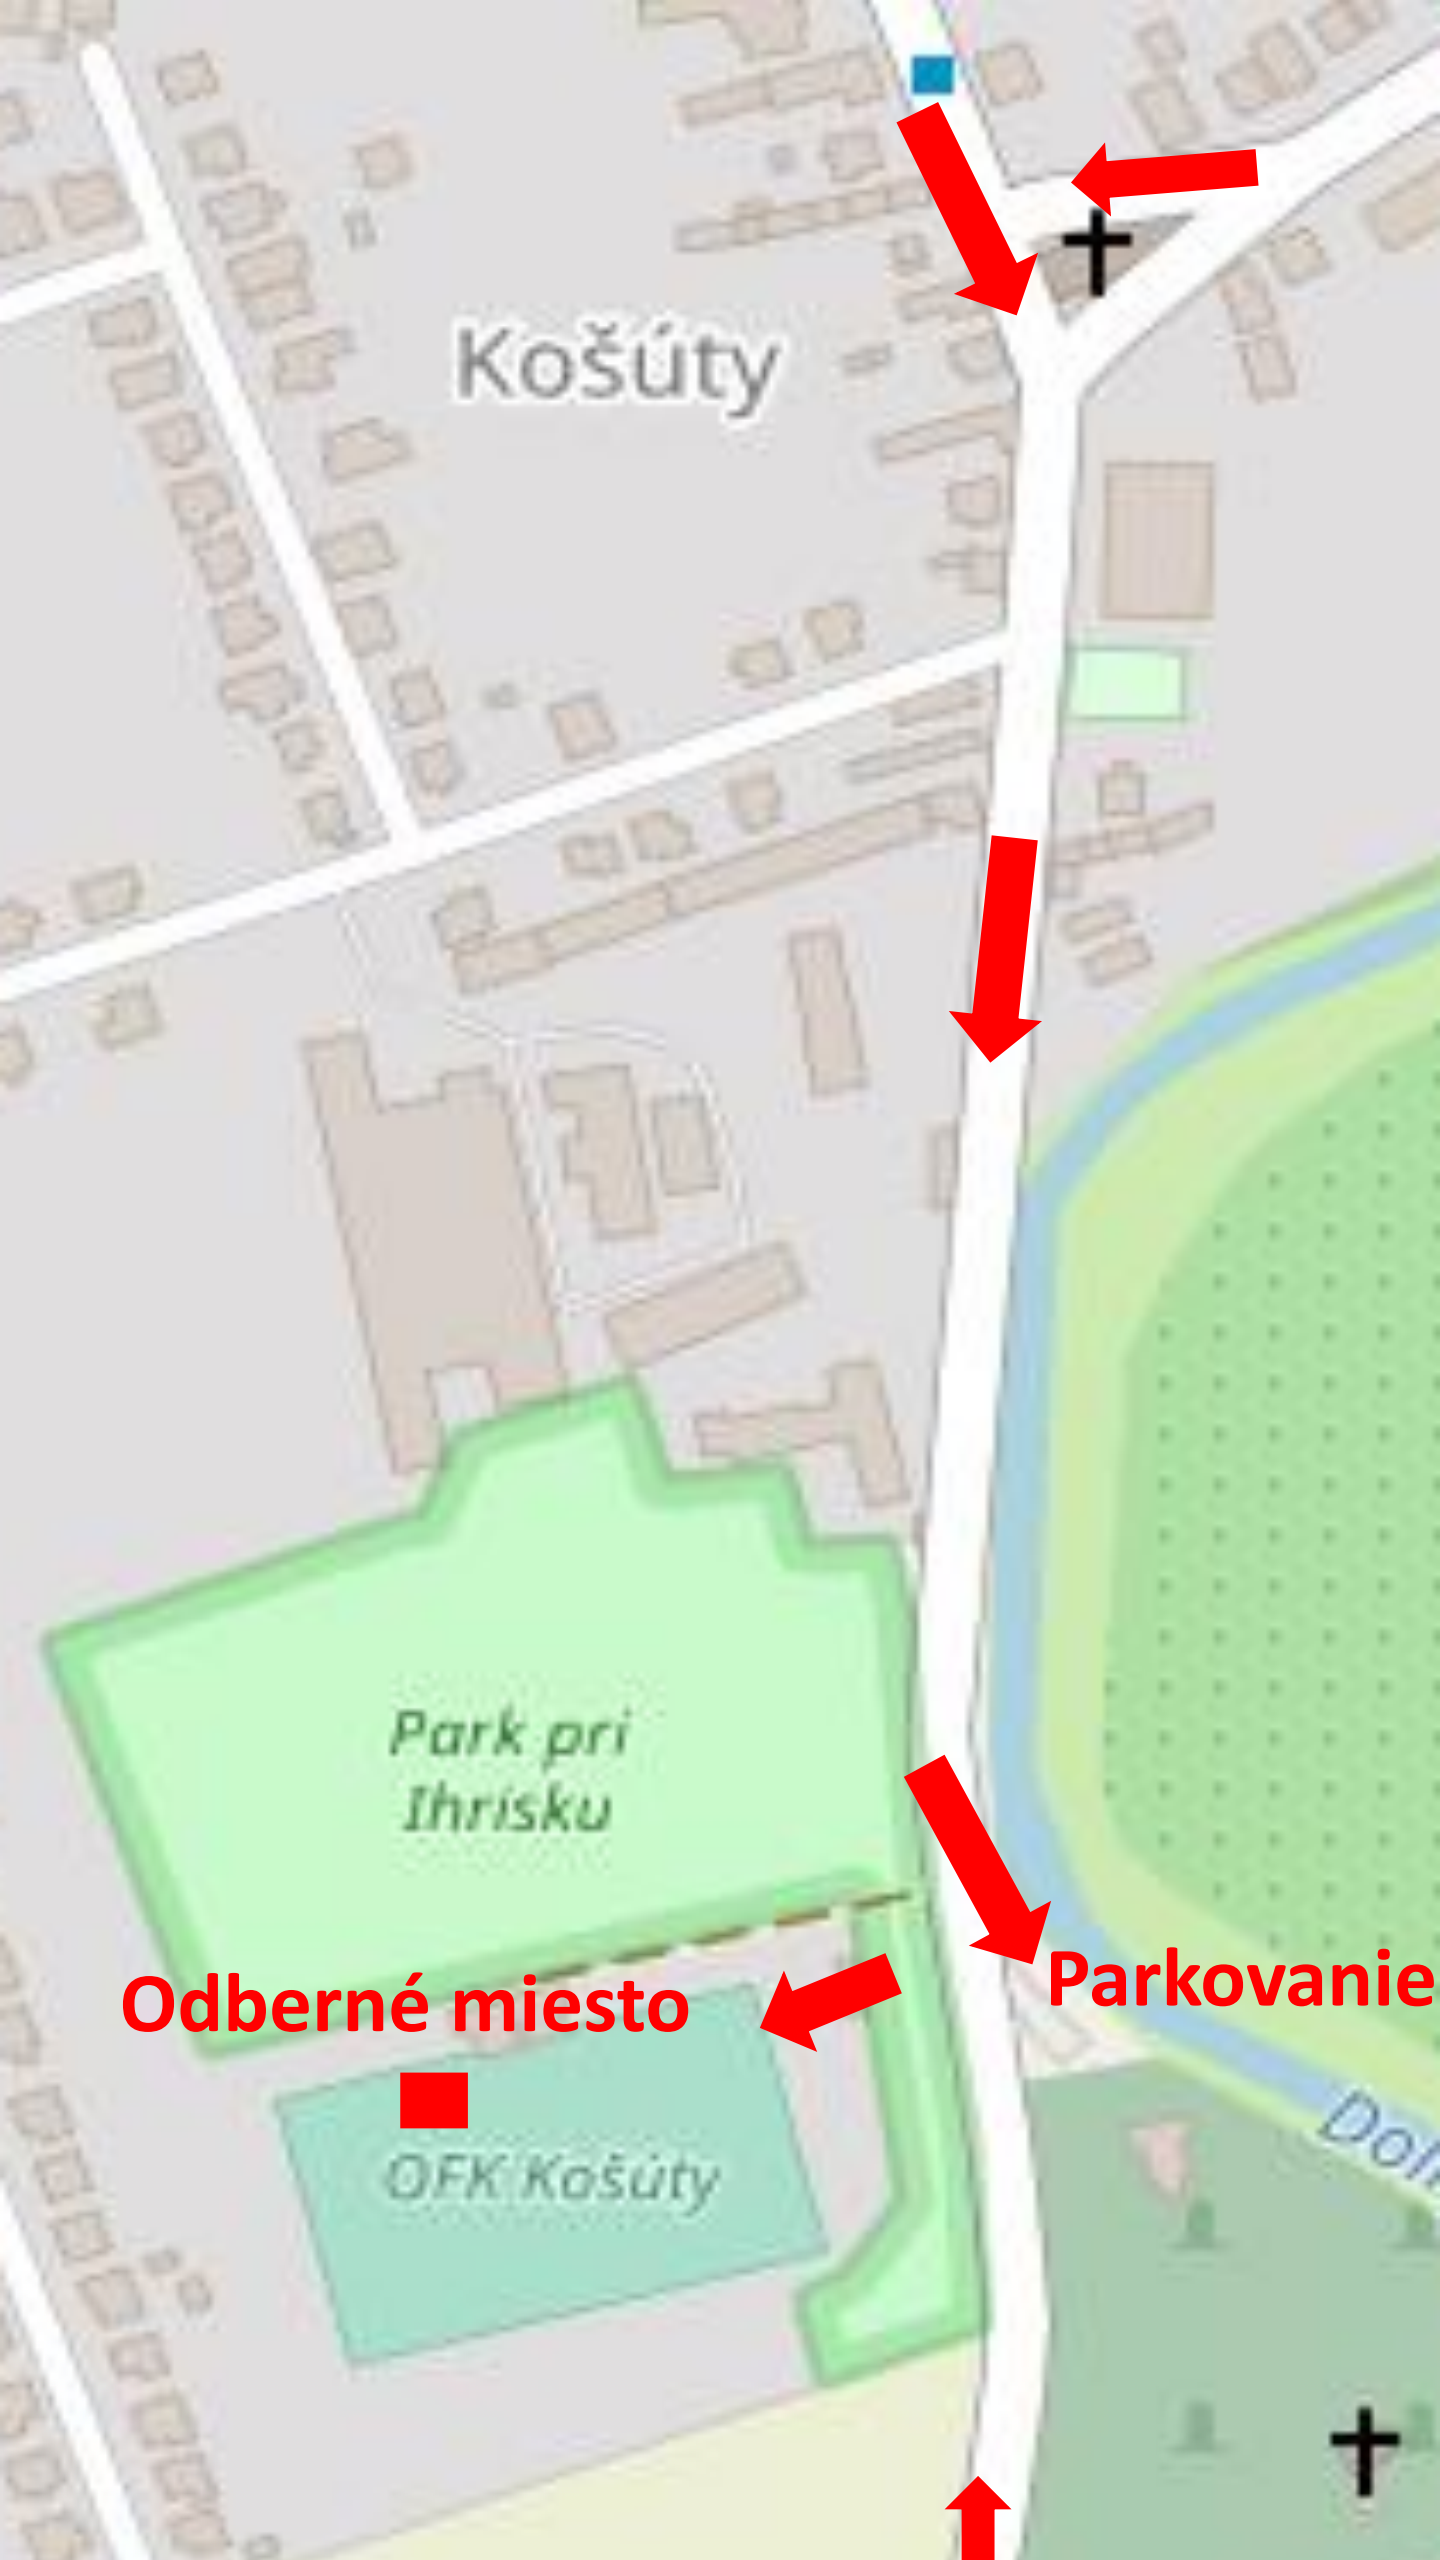 Košúty
Park pri
Ihrisku
Odberné miesto
Parkovanie
OFK Košúty